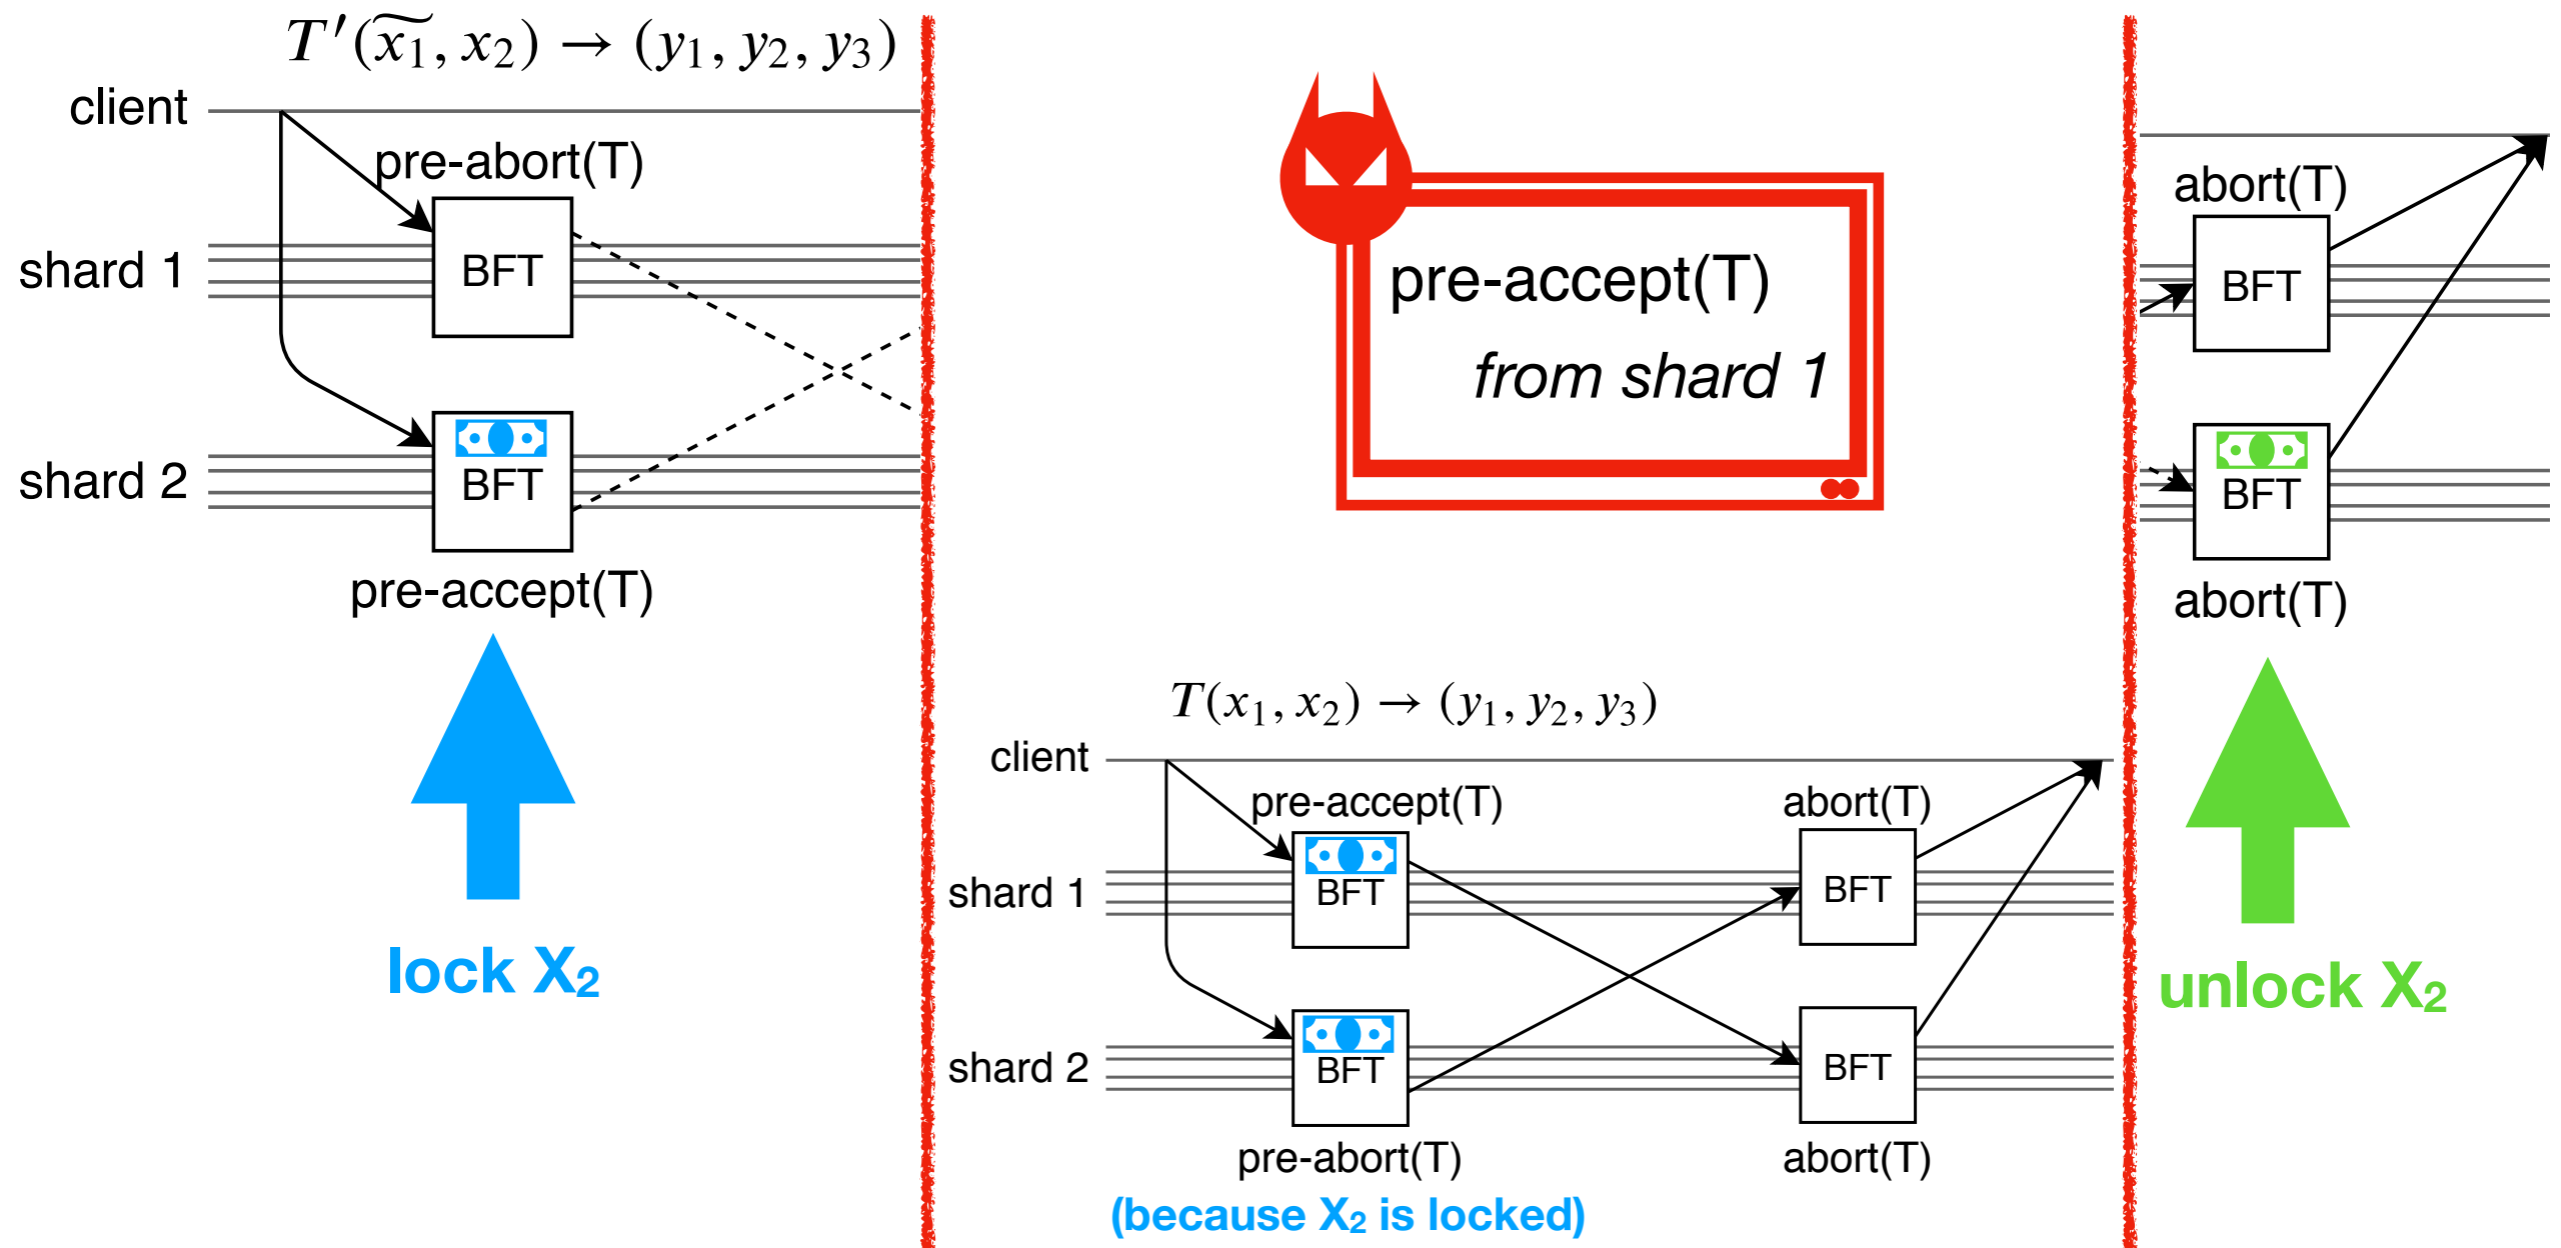 T′(x̃₁, x₂) → (y₁, y₂, y₃)
client
pre-abort(T)
shard 1
BFT
shard 2
BFT
pre-accept(T)
lock X₂
pre-accept(T)
from shard 1
T(x₁, x₂) → (y₁, y₂, y₃)
client
pre-accept(T)
abort(T)
shard 1
BFT
BFT
shard 2
BFT
BFT
pre-abort(T)
abort(T)
(because X₂ is locked)
abort(T)
BFT
BFT
abort(T)
unlock X₂